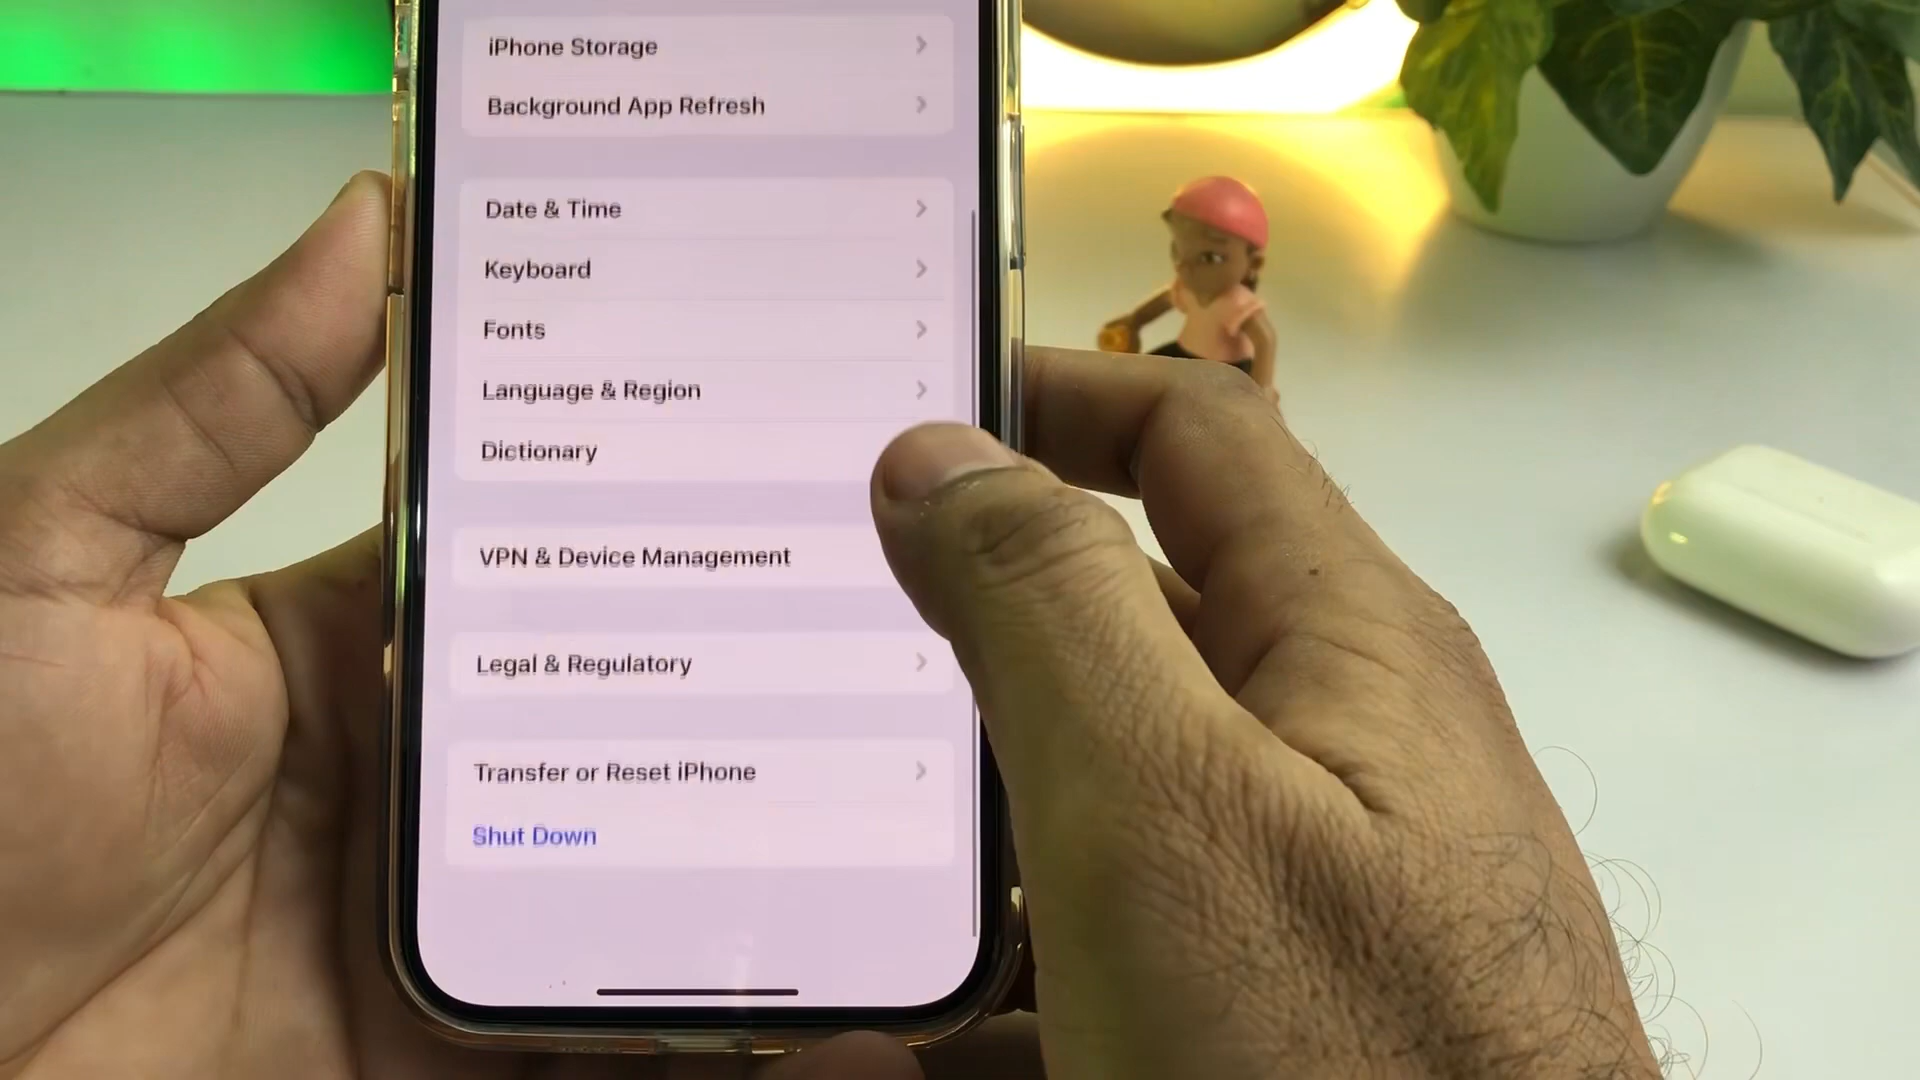 iPhone Storage
Background App Refresh
Date & Time
Keyboard
Fonts
Language & Region
Dictionary
VPN & Device Management
Legal & Regulatory
Transfer or Reset iPhone
Shut Down